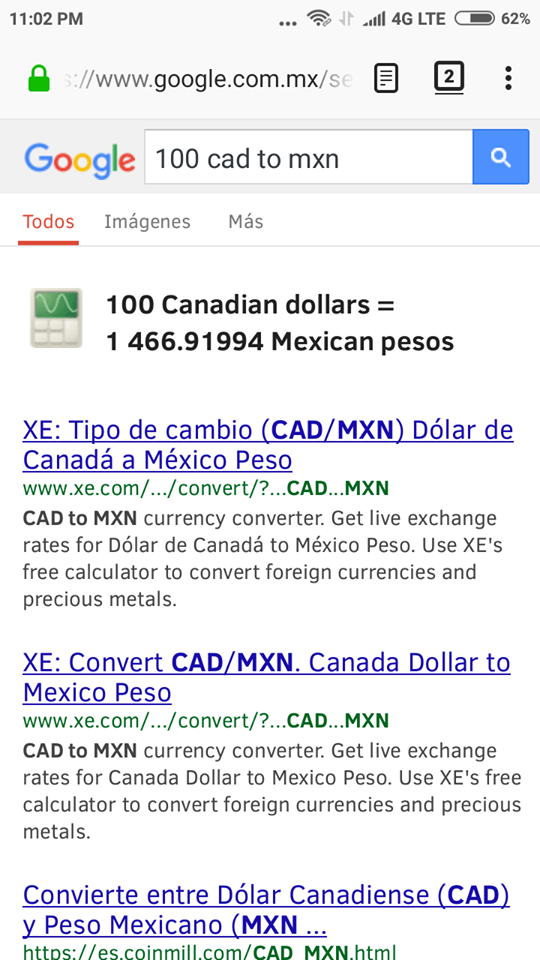 11:02 PM ... 4G LTE 62%
s://www.google.com.mx/se 2
Google 100 cad to mxn
Todos Imágenes Más
100 Canadian dollars =
1 466.91994 Mexican pesos
XE: Tipo de cambio (CAD/MXN) Dólar de
Canadá a México Peso
www.xe.com/.../convert/?...CAD...MXN
CAD to MXN currency converter. Get live exchange
rates for Dólar de Canadá to México Peso. Use XE's
free calculator to convert foreign currencies and
precious metals.
XE: Convert CAD/MXN. Canada Dollar to
Mexico Peso
www.xe.com/.../convert/?...CAD...MXN
CAD to MXN currency converter. Get live exchange
rates for Canada Dollar to Mexico Peso. Use XE's free
calculator to convert foreign currencies and precious
metals.
Convierte entre Dólar Canadiense (CAD)
y Peso Mexicano (MXN ...
https://es.coinmill.com/CAD_MXN.html